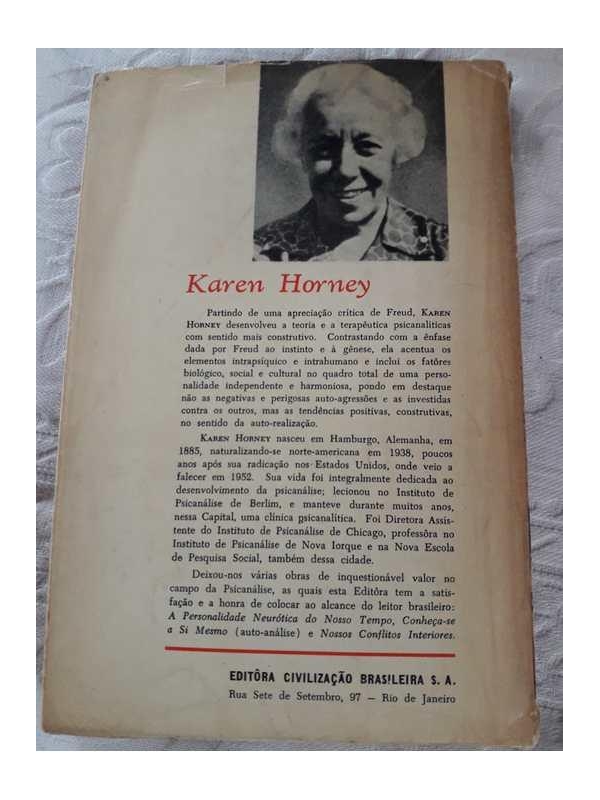 Karen Horney
Partindo de uma apreciação crítica de Freud, KAREN
HORNEY desenvolveu a teoria e a terapêutica psicanalíticas
com sentido mais construtivo. Contrastando com a ênfase
dada por Freud ao instinto e à gênese, ela acentua os
elementos intrapsíquico e intrahumano e inclui os fatôres
biológico, social e cultural no quadro total de uma perso-
nalidade independente e harmoniosa, pondo em destaque
não as negativas e perigosas auto-agressões e as investidas
contra os outros, mas as tendências positivas, construtivas,
no sentido da auto-realização.
KAREN HORNEY nasceu em Hamburgo, Alemanha, em
1885, naturalizando-se norte-americana em 1938, poucos
anos após sua radicação nos Estados Unidos, onde veio a
falecer em 1952. Sua vida foi integralmente dedicada ao
desenvolvimento da psicanálise; lecionou no Instituto de
Psicanálise de Berlim, e manteve durante muitos anos,
nessa Capital, uma clínica psicanalítica. Foi Diretora Assis-
tente do Instituto de Psicanálise de Chicago, professôra no
Instituto de Psicanálise de Nova Iorque e na Nova Escola
de Pesquisa Social, também dessa cidade.
Deixou-nos várias obras de inquestionável valor no
campo da Psicanálise, as quais esta Editôra tem a satis-
fação e a honra de colocar ao alcance do leitor brasileiro:
A Personalidade Neurótica do Nosso Tempo, Conheça-se
a Si Mesmo (auto-análise) e Nossos Conflitos Interiores.
EDITÔRA CIVILIZAÇÃO BRASILEIRA S. A.
Rua Sete de Setembro, 97 — Rio de Janeiro